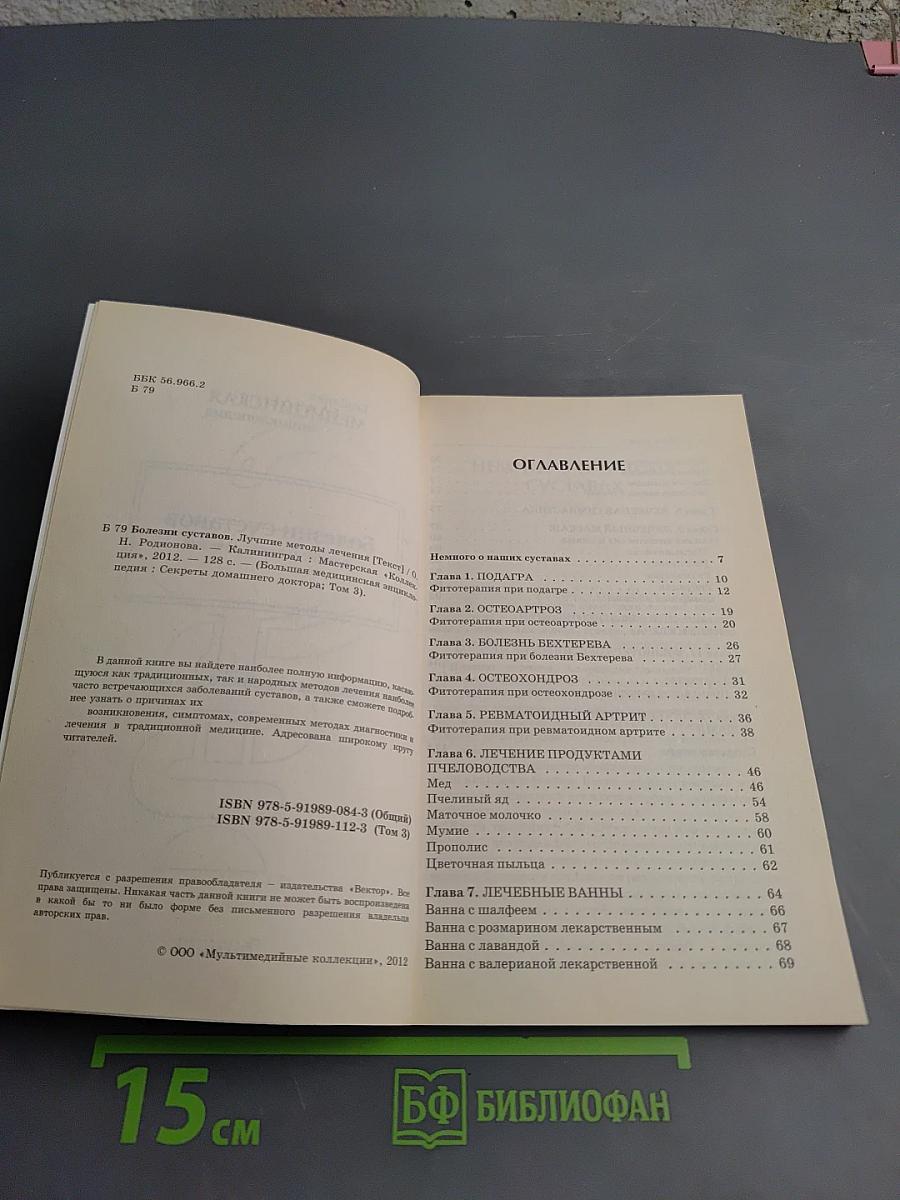 ББК 56.966.2
Б 79
Б 79 Болезни суставов. Лучшие методы лечения [Текст] / О.
Н. Родионова. — Калининград : Мастерская «Коллек-
ция», 2012. — 128 с. — (Большая медицинская энцикло-
педия : Секреты домашнего доктора; Том 3).
В данной книге вы найдете наиболее полную информацию, касаю-
щуюся как традиционных, так и народных методов лечения наиболее
часто встречающихся заболеваний суставов, а также сможете подроб-
нее узнать о причинах их
возникновения, симптомах, современных методах диагностики и
лечения в традиционной медицине. Адресована широкому кругу
читателей.
ISBN 978-5-91989-084-3 (Общий)
ISBN 978-5-91989-112-3 (Том 3)
Публикуется с разрешения правообладателя — издательства «Вектор». Все
права защищены. Никакая часть данной книги не может быть воспроизведена
в какой бы то ни было форме без письменного разрешения владельца
авторских прав.
© ООО «Мультимедийные коллекции», 2012
ОГЛАВЛЕНИЕ
Немного о наших суставах . . . . . . . . . . . . . . . . . 7
Глава 1. ПОДАГРА . . . . . . . . . . . . . . . . . . . . 10
Фитотерапия при подагре . . . . . . . . . . . . . . . . . 12
Глава 2. ОСТЕОАРТРОЗ . . . . . . . . . . . . . . . . . 19
Фитотерапия при остеоартрозе . . . . . . . . . . . . . . 20
Глава 3. БОЛЕЗНЬ БЕХТЕРЕВА . . . . . . . . . . . . . 26
Фитотерапия при болезни Бехтерева . . . . . . . . . . 27
Глава 4. ОСТЕОХОНДРОЗ . . . . . . . . . . . . . . . . 31
Фитотерапия при остеохондрозе . . . . . . . . . . . . . 32
Глава 5. РЕВМАТОИДНЫЙ АРТРИТ . . . . . . . . . . 36
Фитотерапия при ревматоидном артрите . . . . . . . . 38
Глава 6. ЛЕЧЕНИЕ ПРОДУКТАМИ
ПЧЕЛОВОДСТВА . . . . . . . . . . . . . . . . . . . . . 46
Мед . . . . . . . . . . . . . . . . . . . . . . . . . . . . 46
Пчелиный яд . . . . . . . . . . . . . . . . . . . . . . . 54
Маточное молочко . . . . . . . . . . . . . . . . . . . . 58
Мумие . . . . . . . . . . . . . . . . . . . . . . . . . . . 60
Прополис . . . . . . . . . . . . . . . . . . . . . . . . . 61
Цветочная пыльца . . . . . . . . . . . . . . . . . . . . 62
Глава 7. ЛЕЧЕБНЫЕ ВАННЫ . . . . . . . . . . . . . . 64
Ванна с шалфеем . . . . . . . . . . . . . . . . . . . . . 66
Ванна с розмарином лекарственным . . . . . . . . . . 67
Ванна с лавандой . . . . . . . . . . . . . . . . . . . . . 68
Ванна с валерианой лекарственной . . . . . . . . . . 69
15 см
БФ БИБЛИОФАН